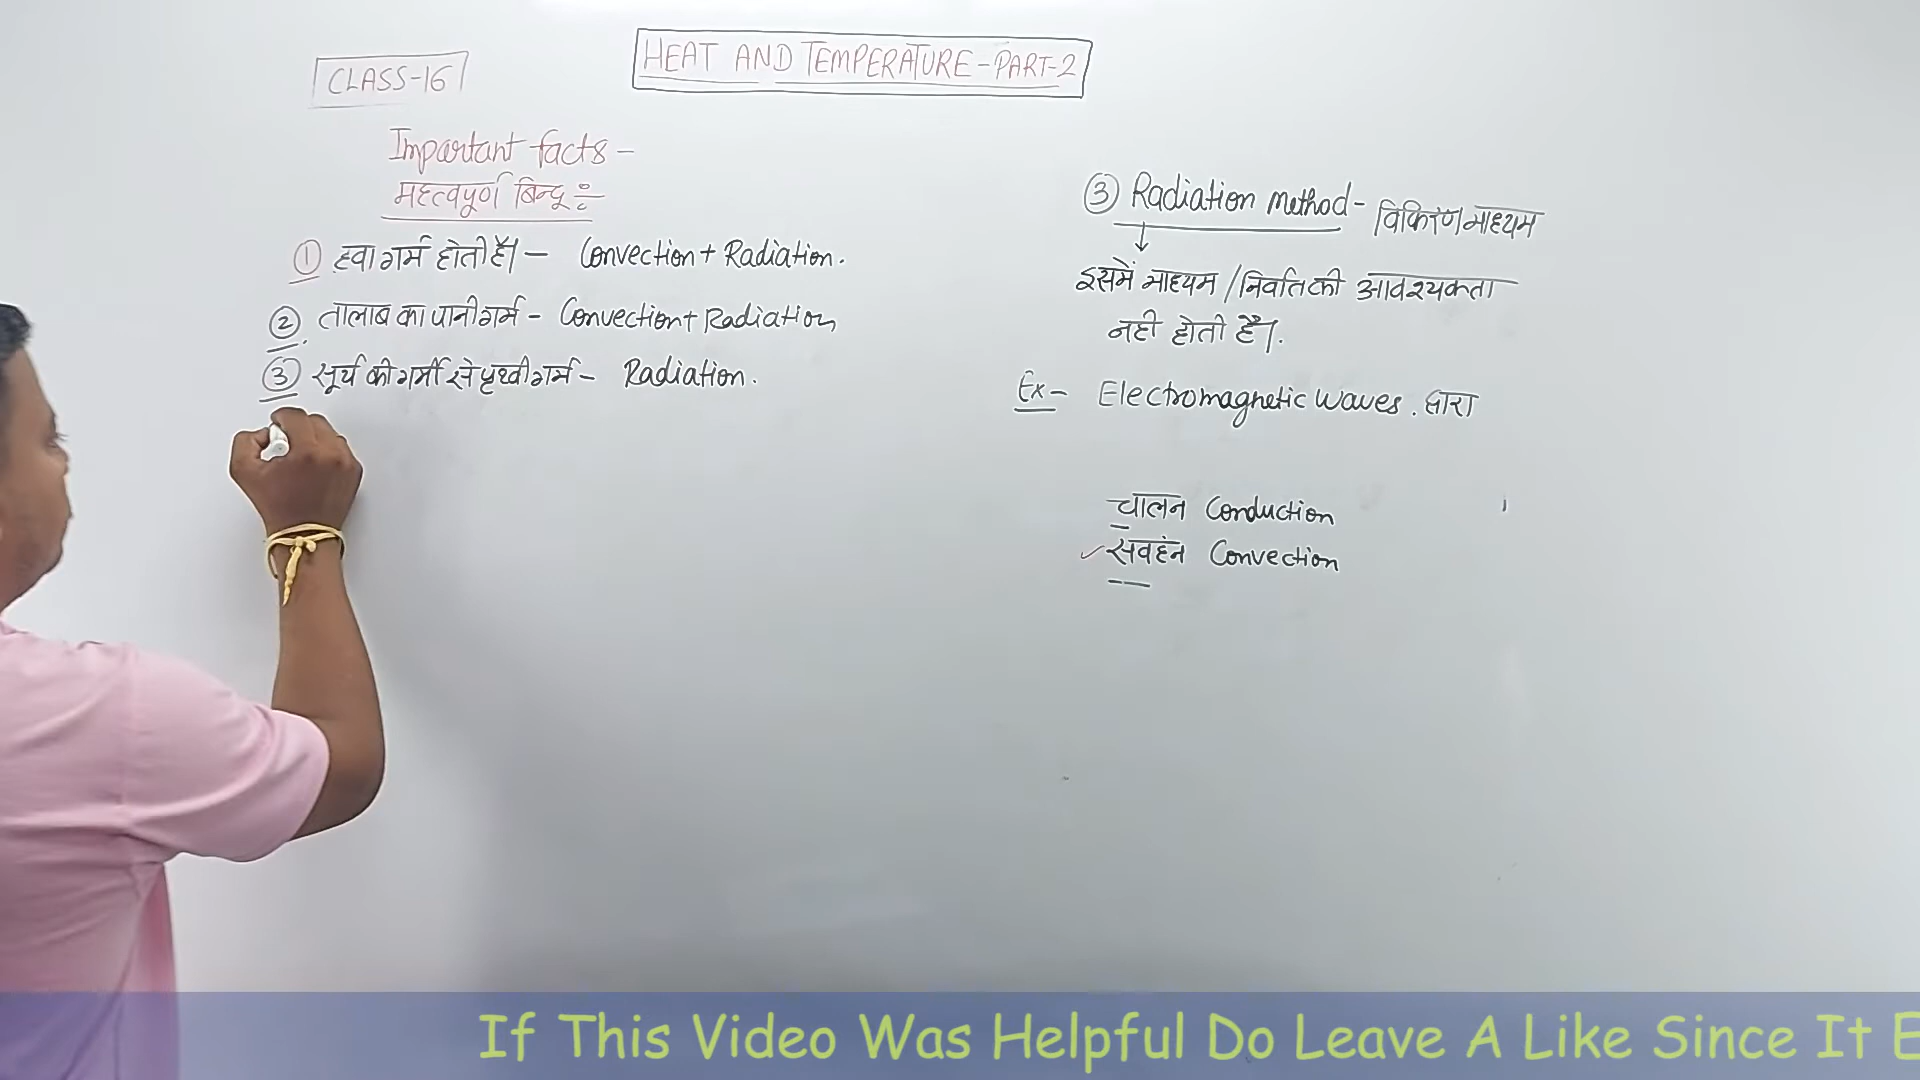 CLASS-16
HEAT AND TEMPERATURE - PART-2
Important facts -
महत्वपूर्ण बिन्दू ÷
① हवा गर्म होती है। - Convection + Radiation.
② तालाब का पानी गर्म - Convection + Radiation
③ सूर्य की गर्मी से पृथ्वी गर्म - Radiation.
③ Radiation method - विकिरण माध्यम
↓
इसमें माध्यम / निर्वात की आवश्यकता
नही होती है।.
Ex - Electromagnetic waves. द्वारा
चालन Conduction
✓ सवहंन Convection
If This Video Was Helpful Do Leave A Like Since It E